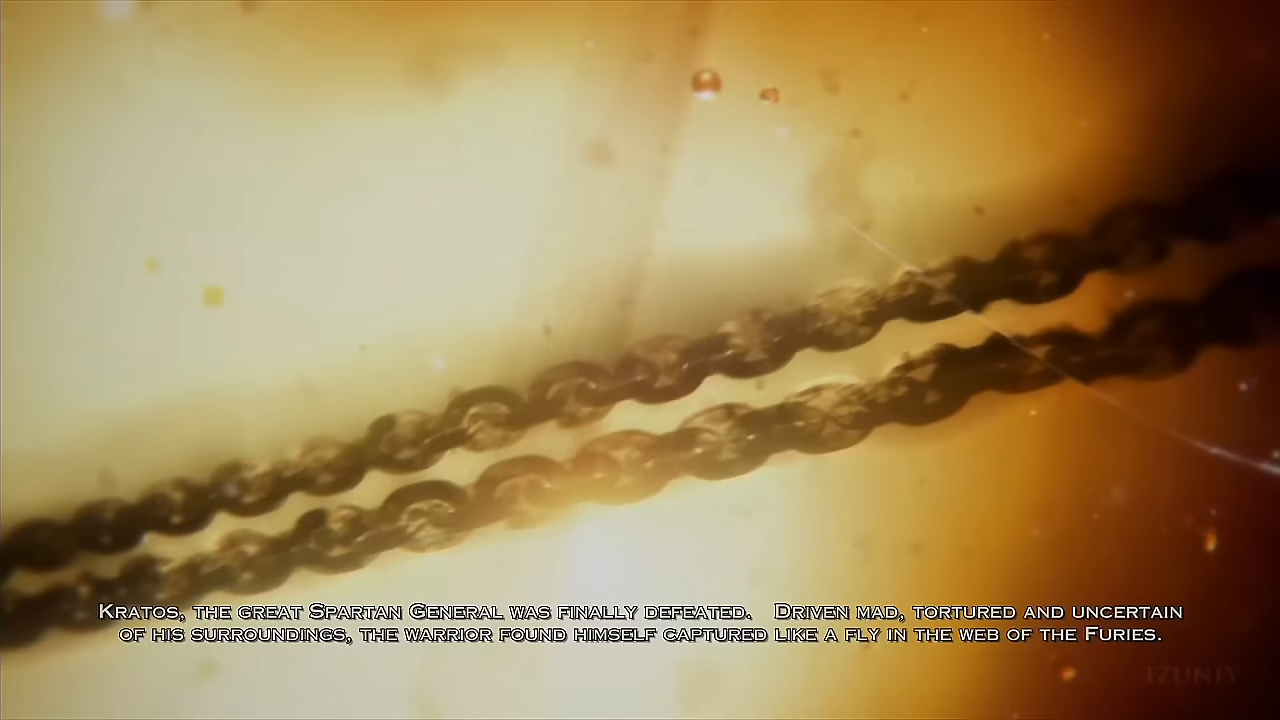 Kratos, the great Spartan General was finally defeated. Driven mad, tortured and uncertain
of his surroundings, the warrior found himself captured like a fly in the web of the Furies.
IZUNIY